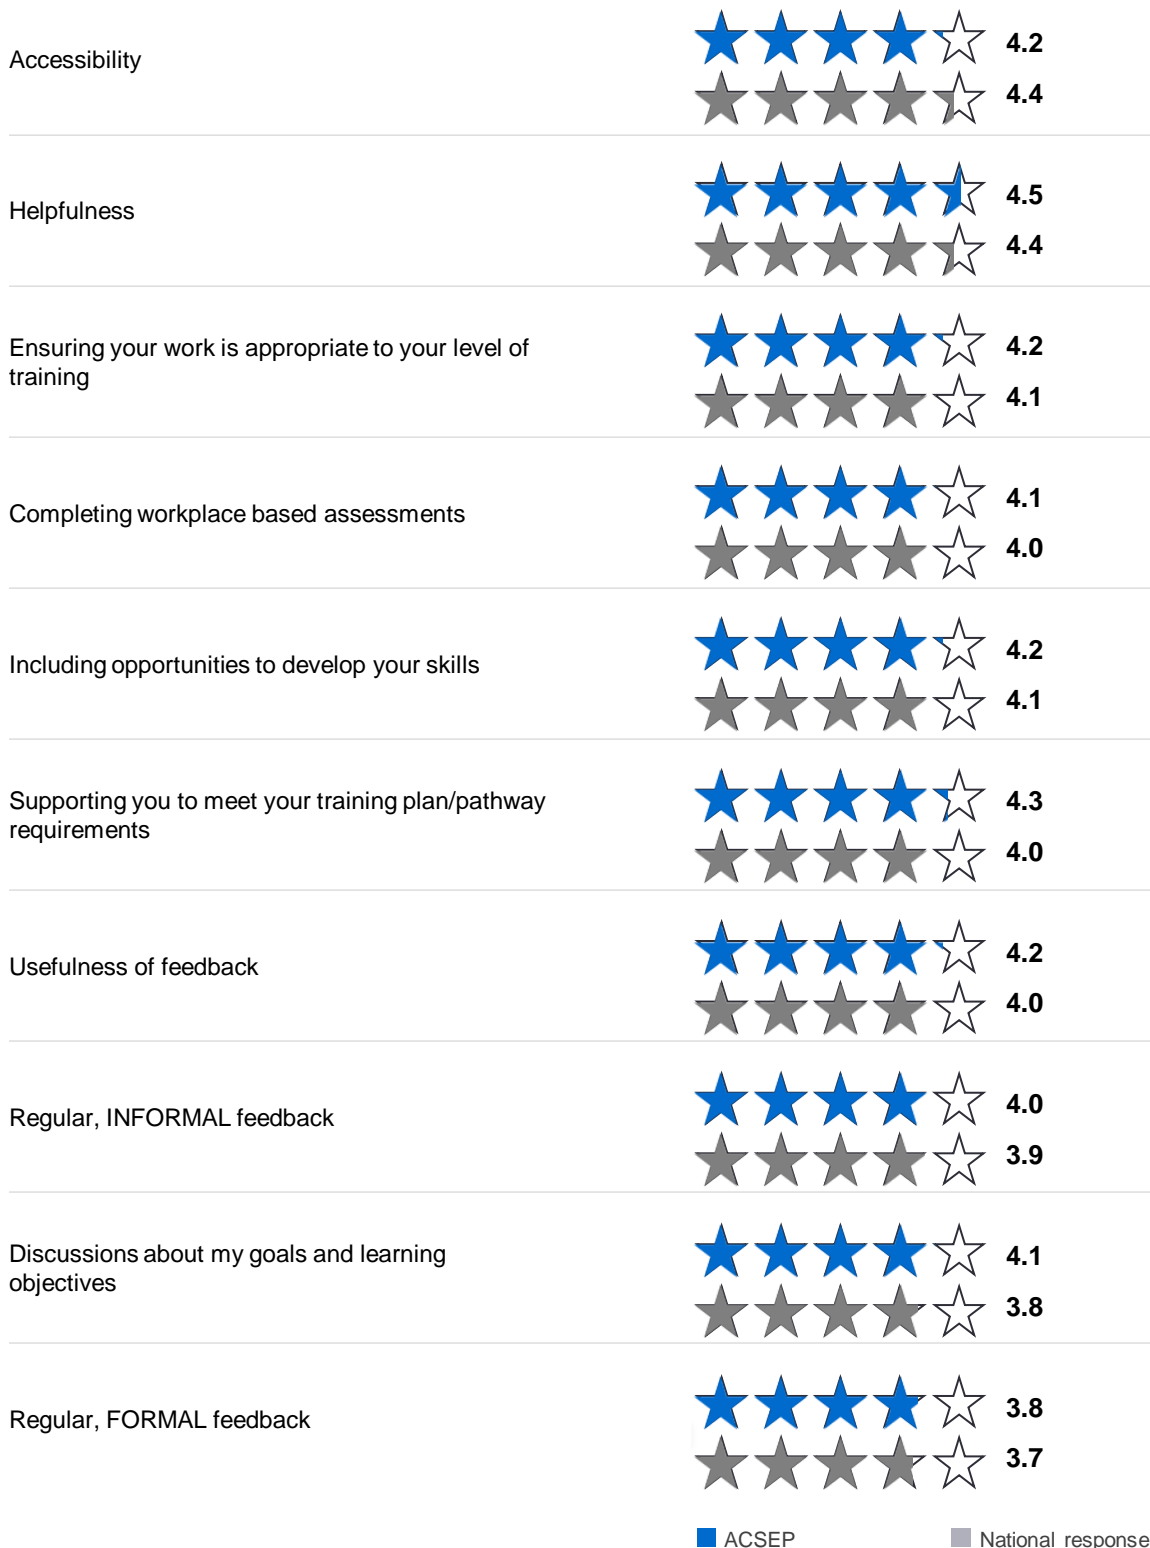 Accessibility
4.2
4.4
Helpfulness
4.5
4.4
Ensuring your work is appropriate to your level of
training
4.2
4.1
Completing workplace based assessments
4.1
4.0
Including opportunities to develop your skills
4.2
4.1
Supporting you to meet your training plan/pathway
requirements
4.3
4.0
Usefulness of feedback
4.2
4.0
Regular, INFORMAL feedback
4.0
3.9
Discussions about my goals and learning
objectives
4.1
3.8
Regular, FORMAL feedback
3.8
3.7
ACSEP National response